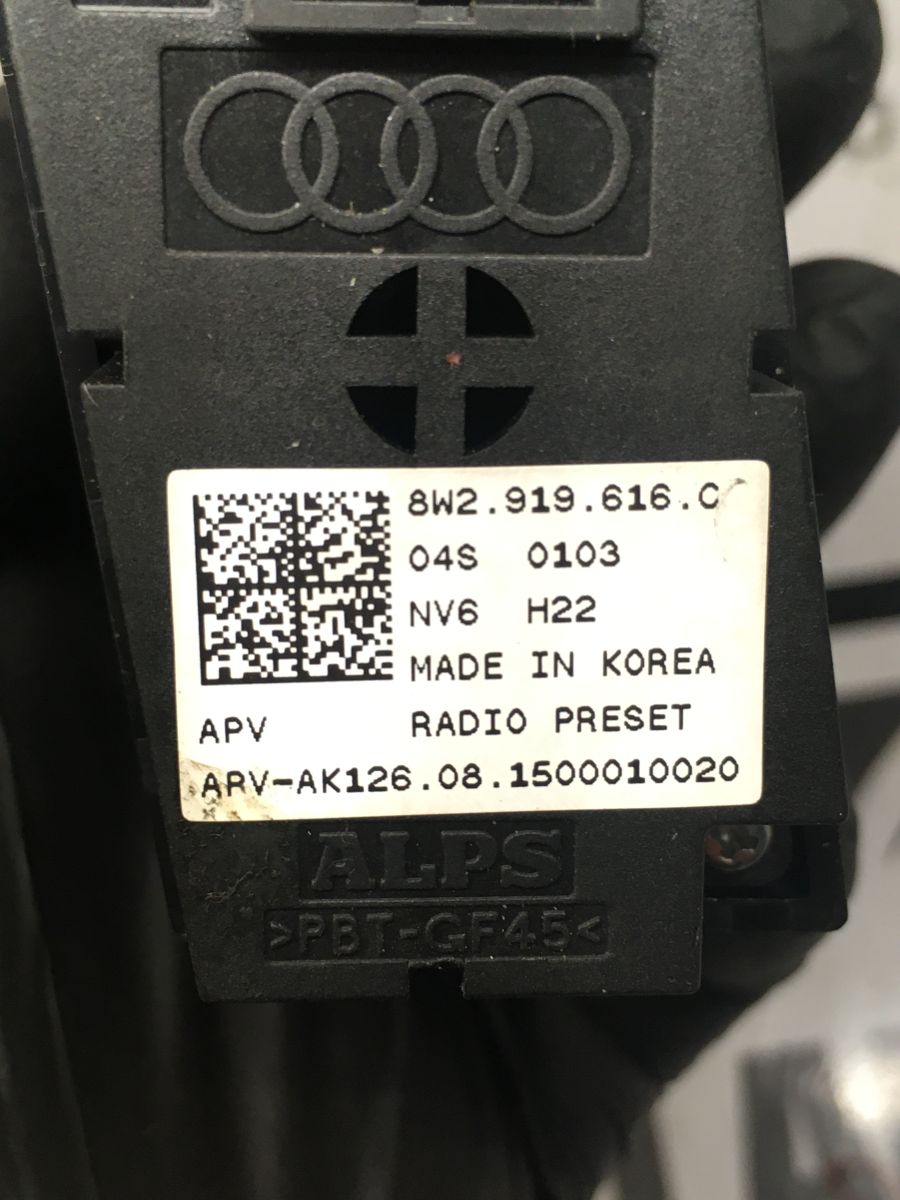 8W2.919.616.C
04S 0103
NV6 H22
MADE IN KOREA
APV RADIO PRESET
APV-AK126.08.1500010020
ALPS
>PBT-GF45<